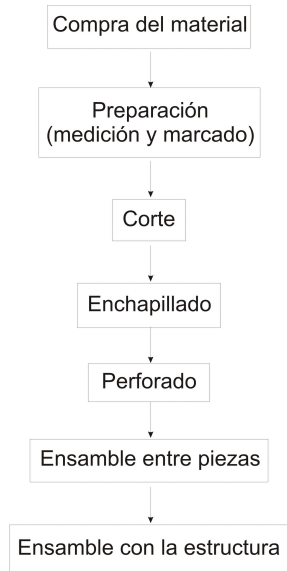 Compra del material
Preparación
(medición y marcado)
Corte
Enchapillado
Perforado
Ensamble entre piezas
Ensamble con la estructura